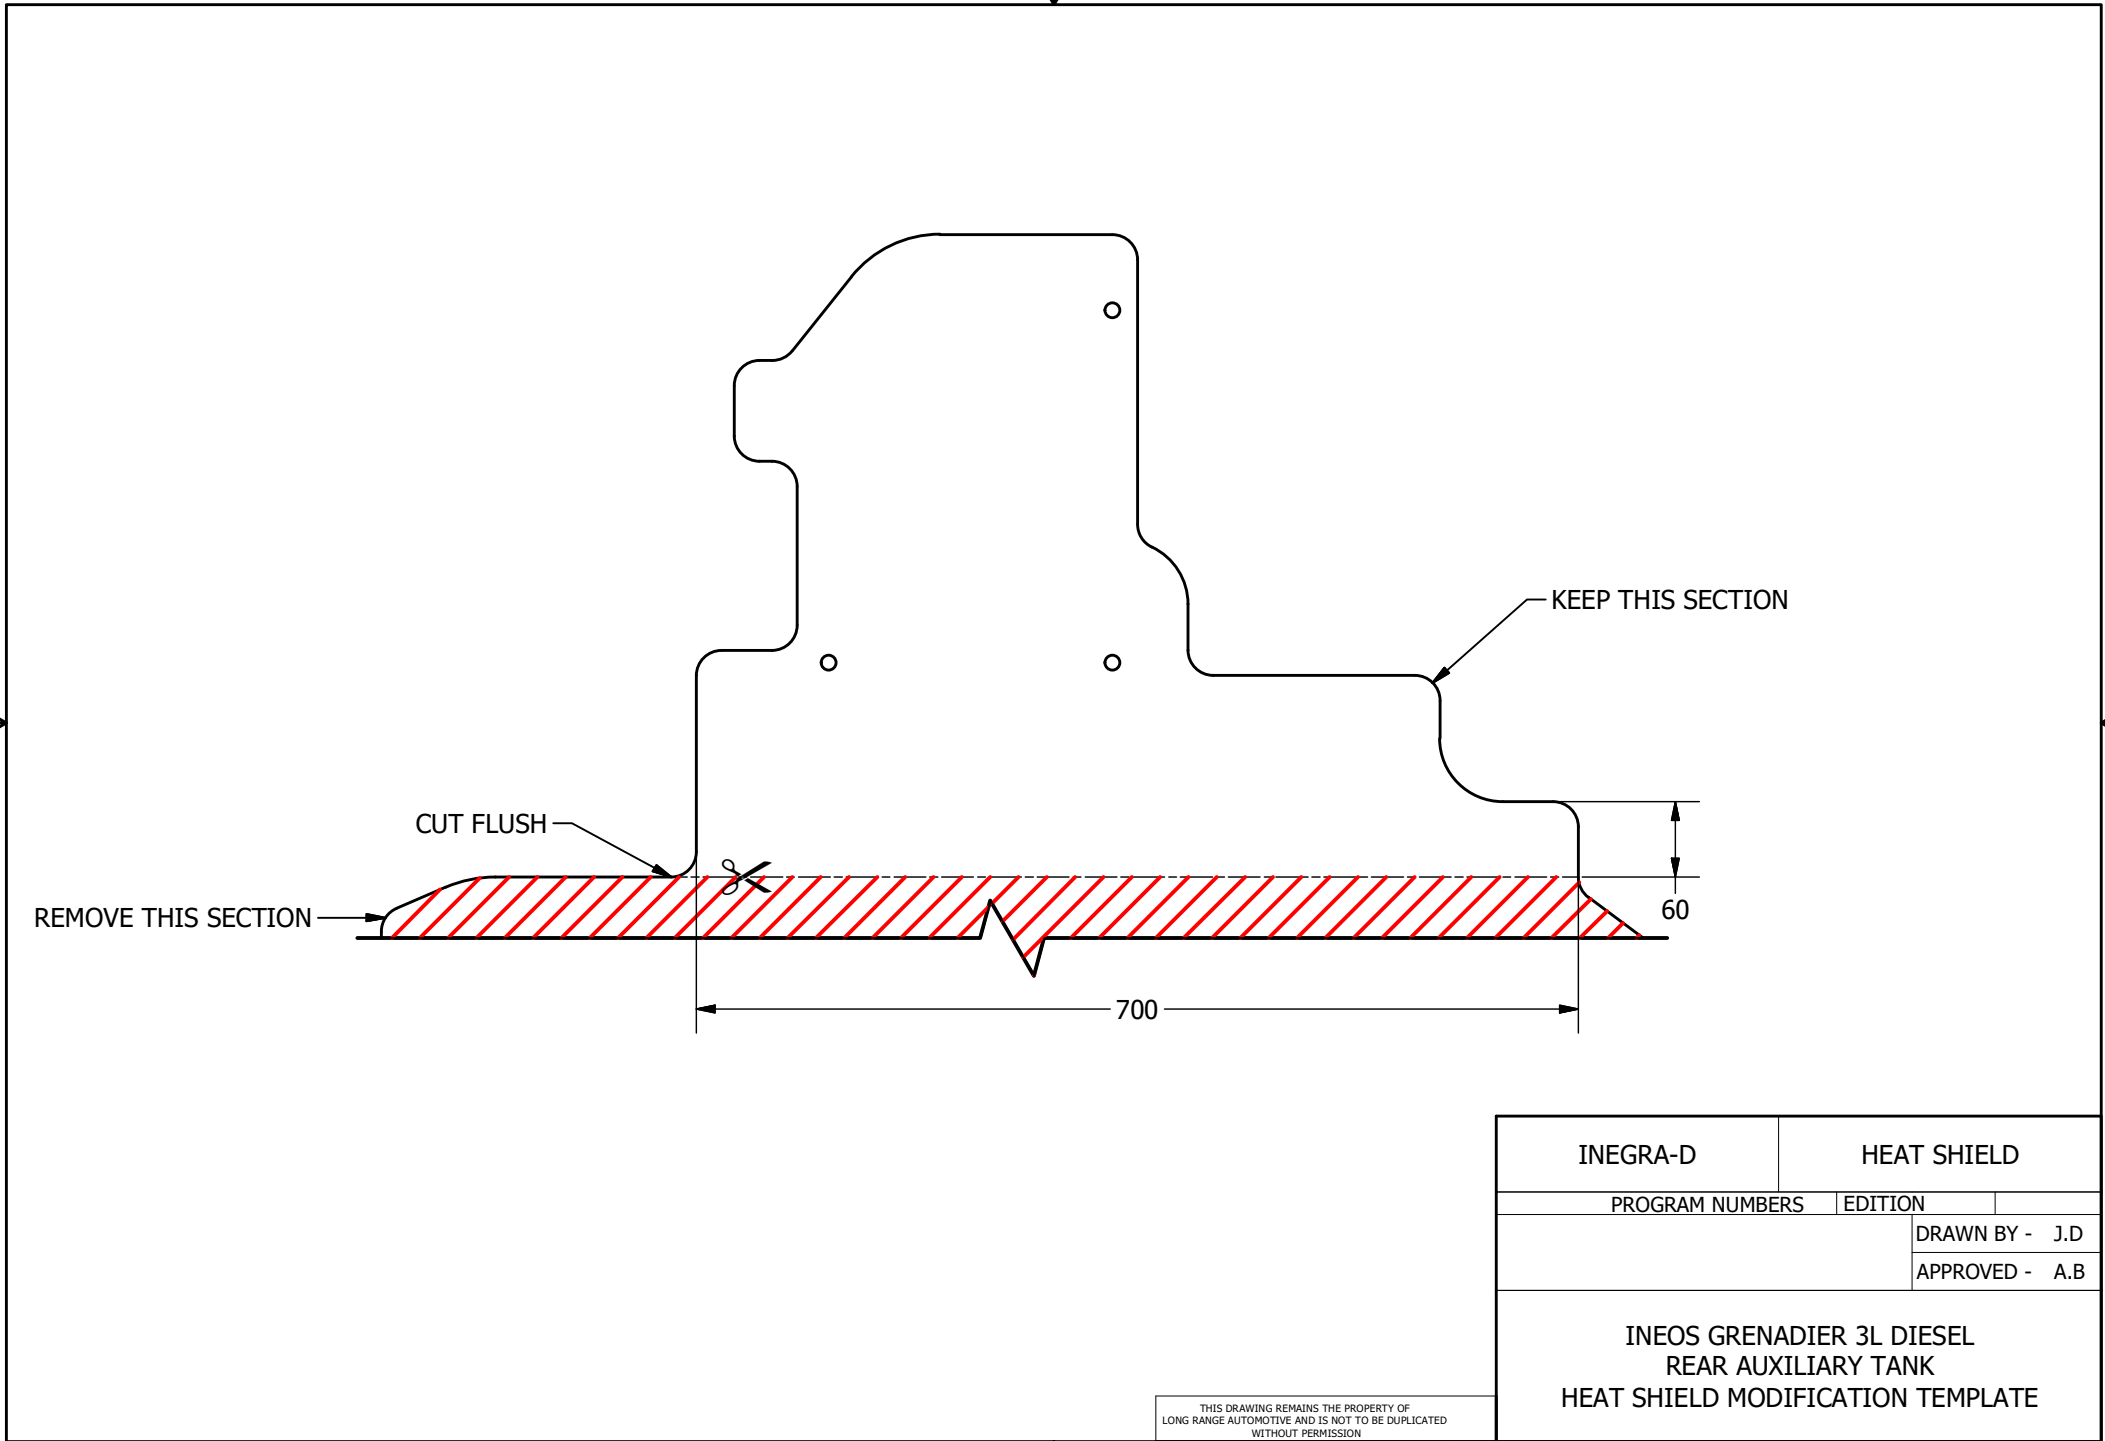 KEEP THIS SECTION
CUT FLUSH
REMOVE THIS SECTION
60
700
INEGRA-D
HEAT SHIELD
PROGRAM NUMBERS
EDITION
DRAWN BY - J.D
APPROVED - A.B
INEOS GRENADIER 3L DIESEL
REAR AUXILIARY TANK
HEAT SHIELD MODIFICATION TEMPLATE
THIS DRAWING REMAINS THE PROPERTY OF
LONG RANGE AUTOMOTIVE AND IS NOT TO BE DUPLICATED
WITHOUT PERMISSION